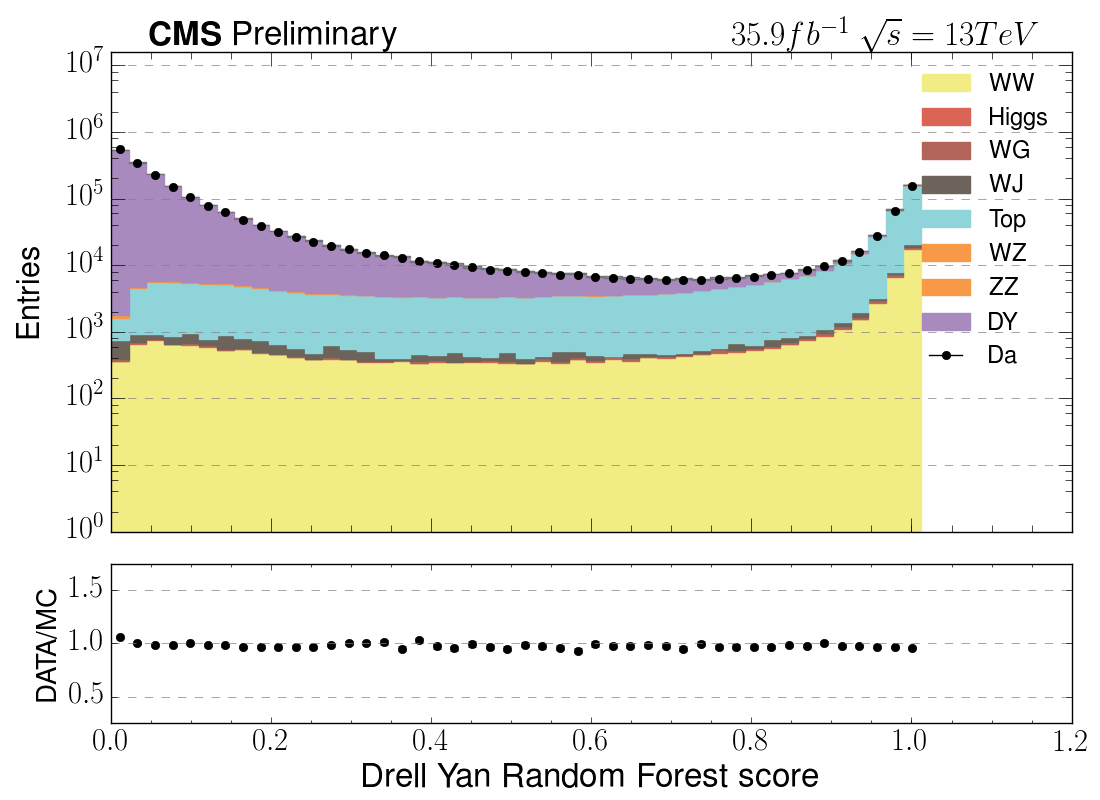 CMS Preliminary 35.9fb⁻¹ √s = 13TeV
10⁷
10⁶
10⁵
10⁴
10³
10²
10¹
10⁰
Entries
WW
Higgs
WG
WJ
Top
WZ
ZZ
DY
Da
1.5
1.0
0.5
DATA/MC
0.0 0.2 0.4 0.6 0.8 1.0 1.2
Drell Yan Random Forest score